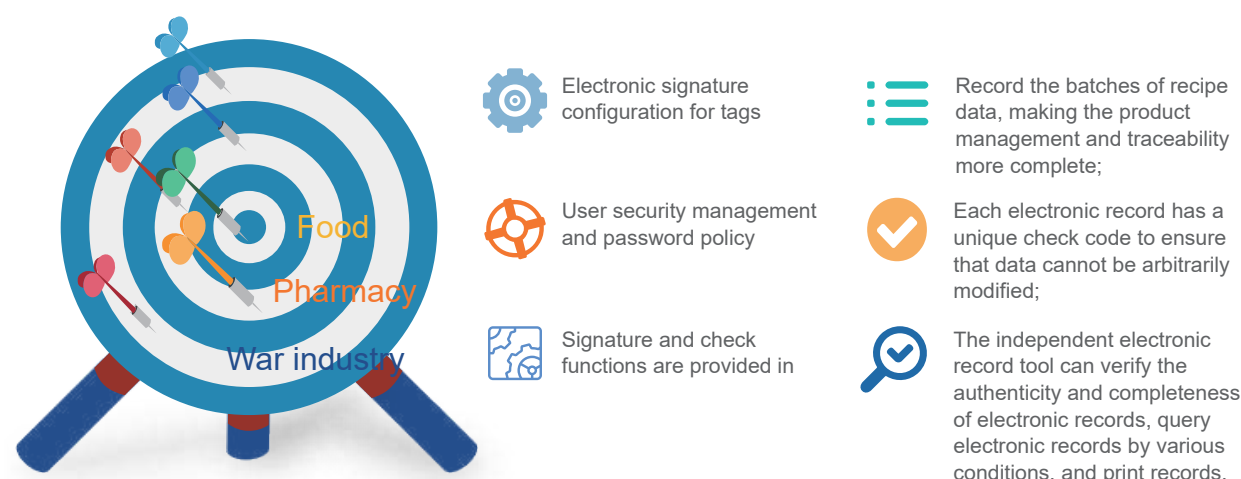 Food
Pharmacy
War industry
Electronic signature
configuration for tags
User security management
and password policy
Signature and check
functions are provided in
Record the batches of recipe
data, making the product
management and traceability
more complete;
Each electronic record has a
unique check code to ensure
that data cannot be arbitrarily
modified;
The independent electronic
record tool can verify the
authenticity and completeness
of electronic records, query
electronic records by various
conditions, and print records.